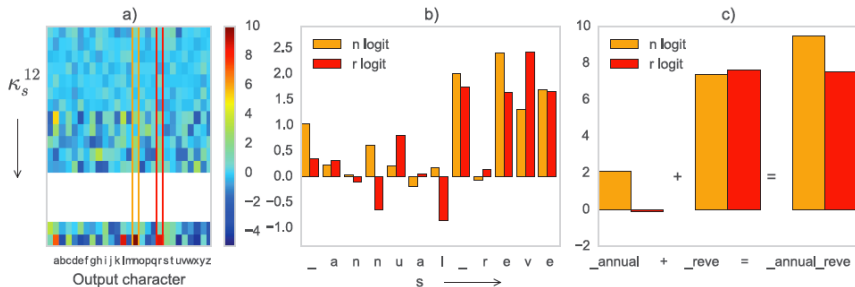 a)
κ_s^12
10
8
6
4
2
0
−2
−4
abcdefghijklmnopqrstuvwxyz
Output character
b)
n logit
r logit
2.5
2.0
1.5
1.0
0.5
0.0
−0.5
−1.0
_ a n n u a l _ r e v e
s
c)
n logit
r logit
10
8
6
4
2
0
−2
+ =
_annual + _reve = _annual_reve